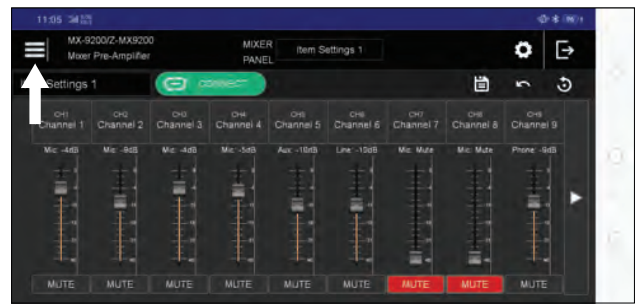 11:05
MX-9200/Z-MX9200
Mixer Pre-Amplifier
MIXER
PANEL
Item Settings 1
Settings 1
CONNECT
CH1 CH2 CH3 CH4 CH5 CH6 CH7 CH8 CH9
Channel 1 Channel 2 Channel 3 Channel 4 Channel 5 Channel 6 Channel 7 Channel 8 Channel 9
Mic: -4dB Mic: -9dB Mic: -4dB Mic: -5dB Aux: -10dB Line: -10dB Mic: Mute Mic: Mute Phone: -9dB
MUTE MUTE MUTE MUTE MUTE MUTE MUTE MUTE MUTE